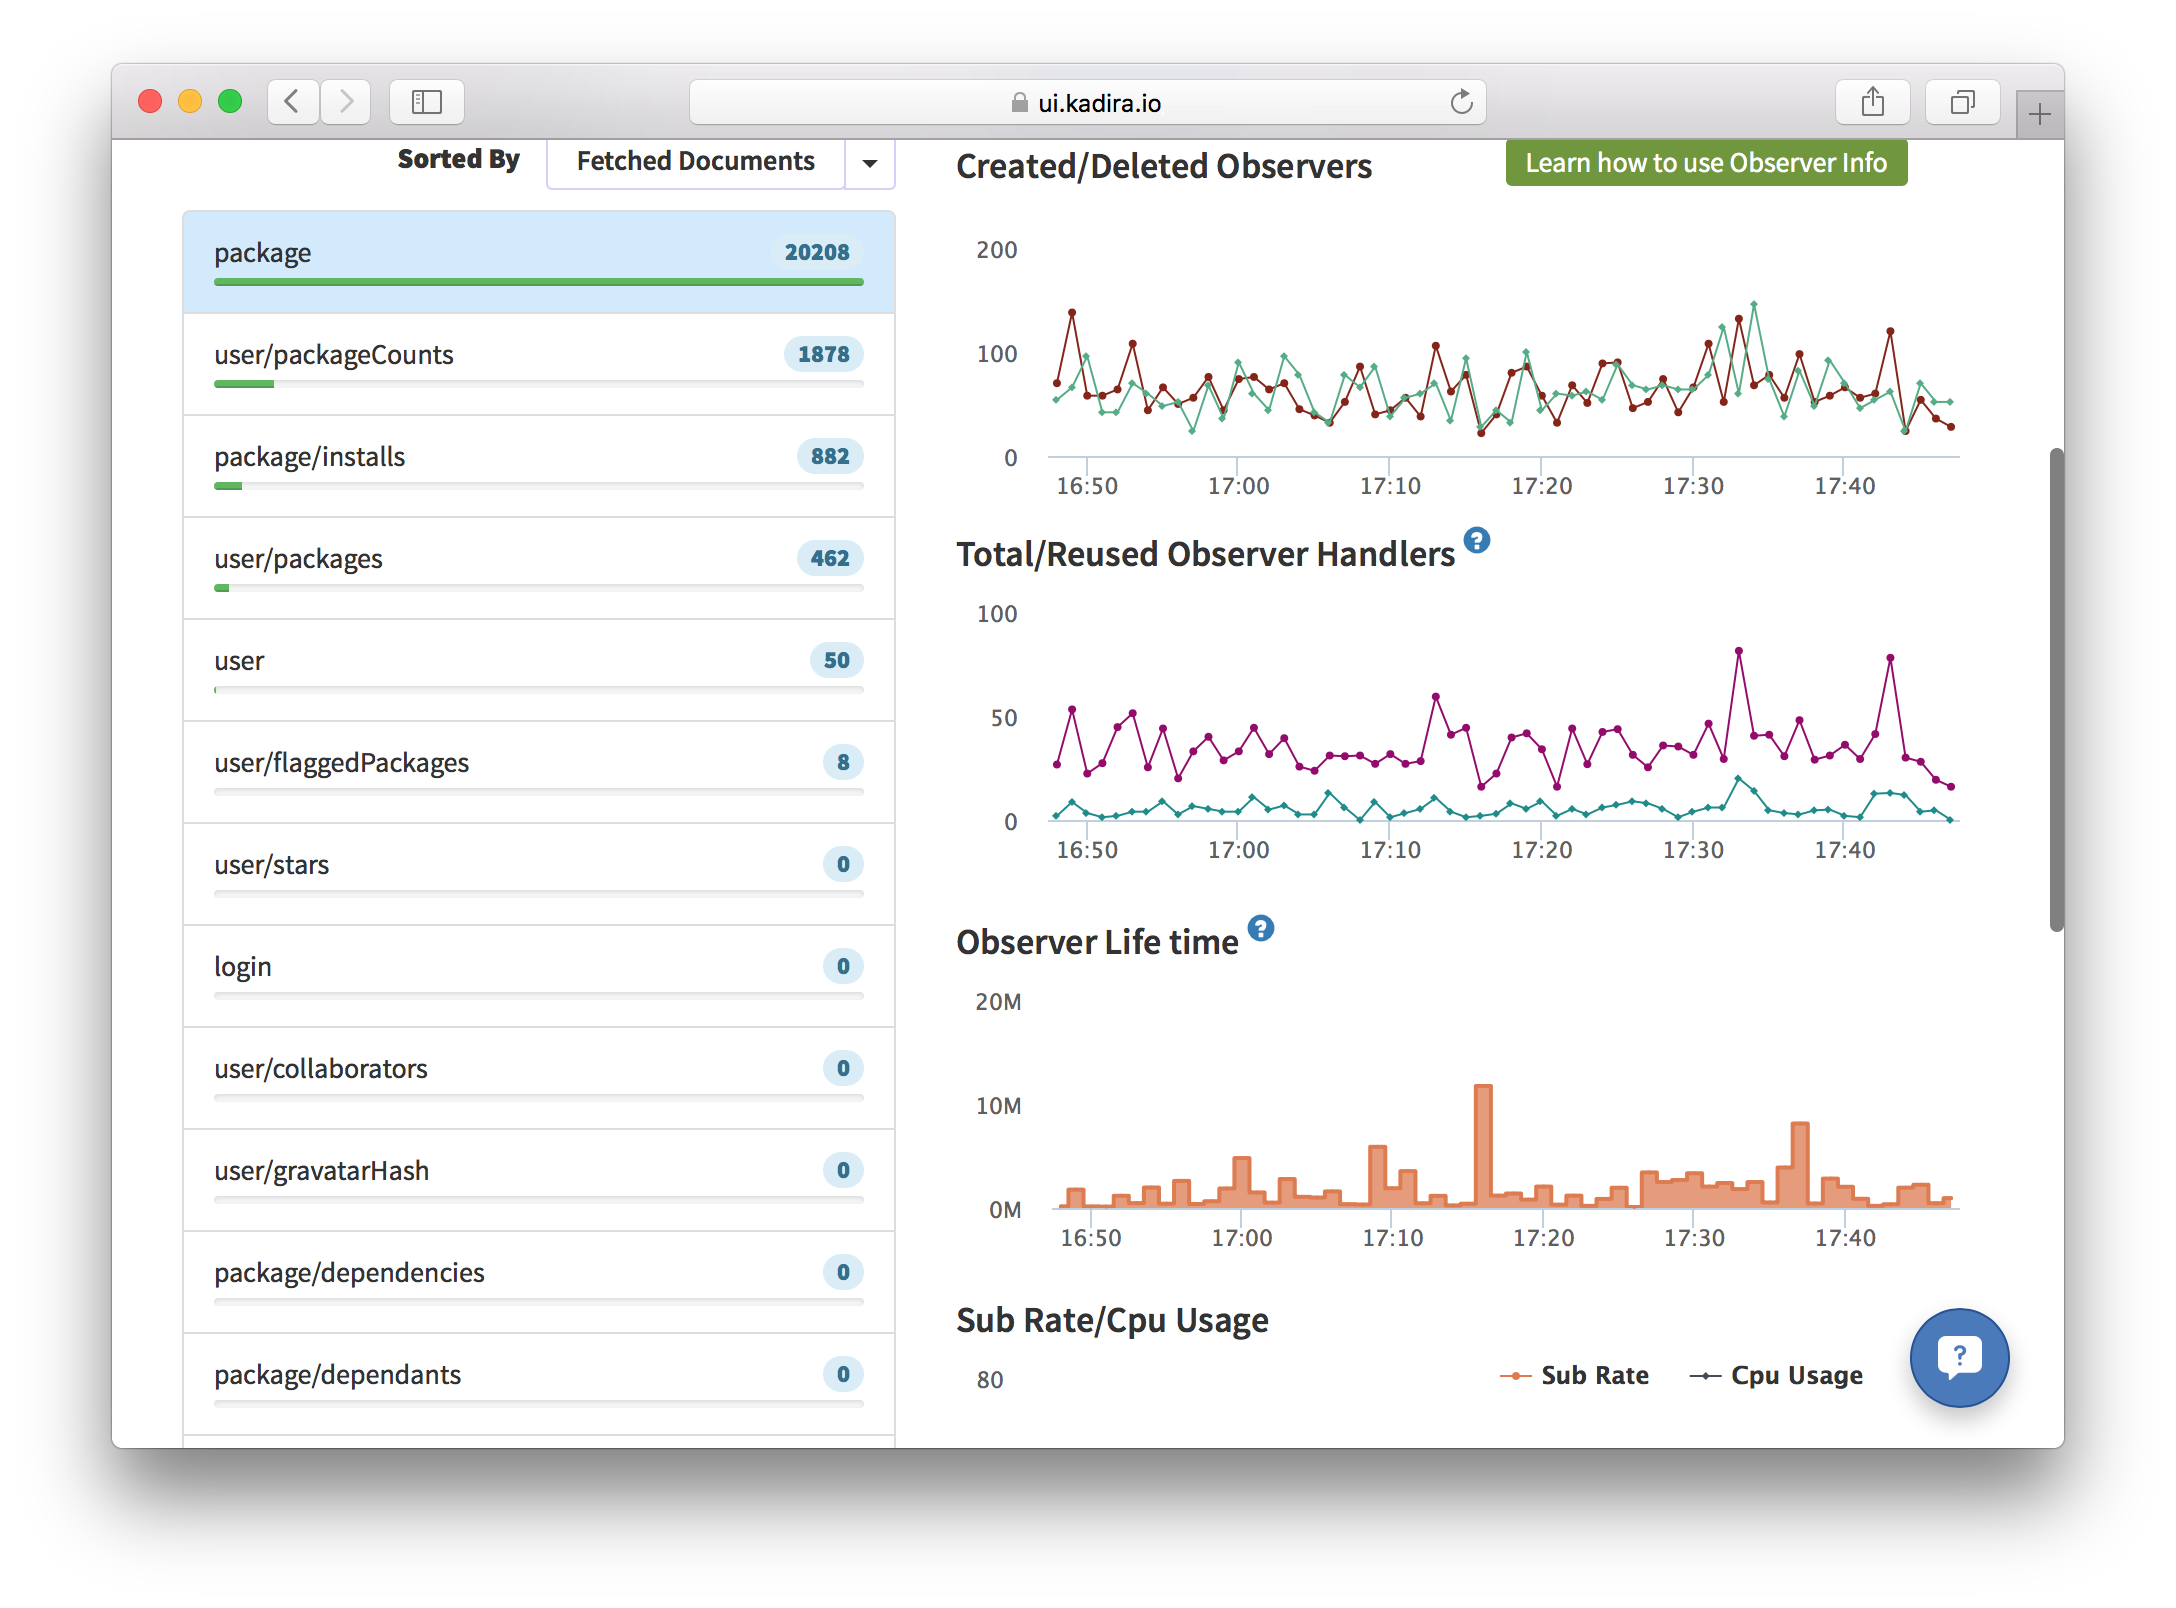 ui.kadira.io
Sorted By
Fetched Documents
package 20208
user/packageCounts 1878
package/installs 882
user/packages 462
user 50
user/flaggedPackages 8
user/stars 0
login 0
user/collaborators 0
user/gravatarHash 0
package/dependencies 0
package/dependants 0
Created/Deleted Observers
Learn how to use Observer Info
200
100
0
16:50 17:00 17:10 17:20 17:30 17:40
Total/Reused Observer Handlers ?
100
50
0
16:50 17:00 17:10 17:20 17:30 17:40
Observer Life time ?
20M
10M
0M
16:50 17:00 17:10 17:20 17:30 17:40
Sub Rate/Cpu Usage
80
Sub Rate Cpu Usage
?